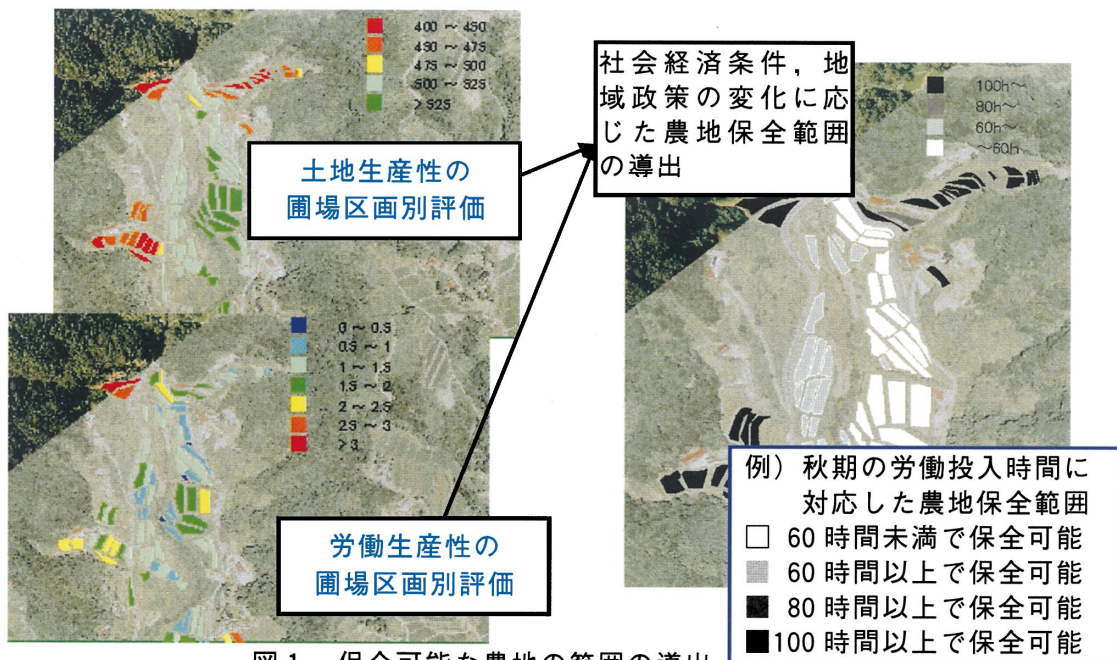 400 ～ 450
450 ～ 475
475 ～ 500
500 ～ 525
> 525
土地生産性の
圃場区画別評価
社会経済条件，地
域政策の変化に応
じた農地保全範囲
の導出
100h～
80h～
60h～
～60h
0 ～ 0.5
0.5 ～ 1
1 ～ 1.5
1.5 ～ 2
2 ～ 2.5
2.5 ～ 3
> 3
労働生産性の
圃場区画別評価
例）秋期の労働投入時間に
対応した農地保全範囲
□ 60 時間未満で保全可能
60 時間以上で保全可能
80 時間以上で保全可能
100 時間以上で保全可能
図1 保全可能な農地の範囲の導出